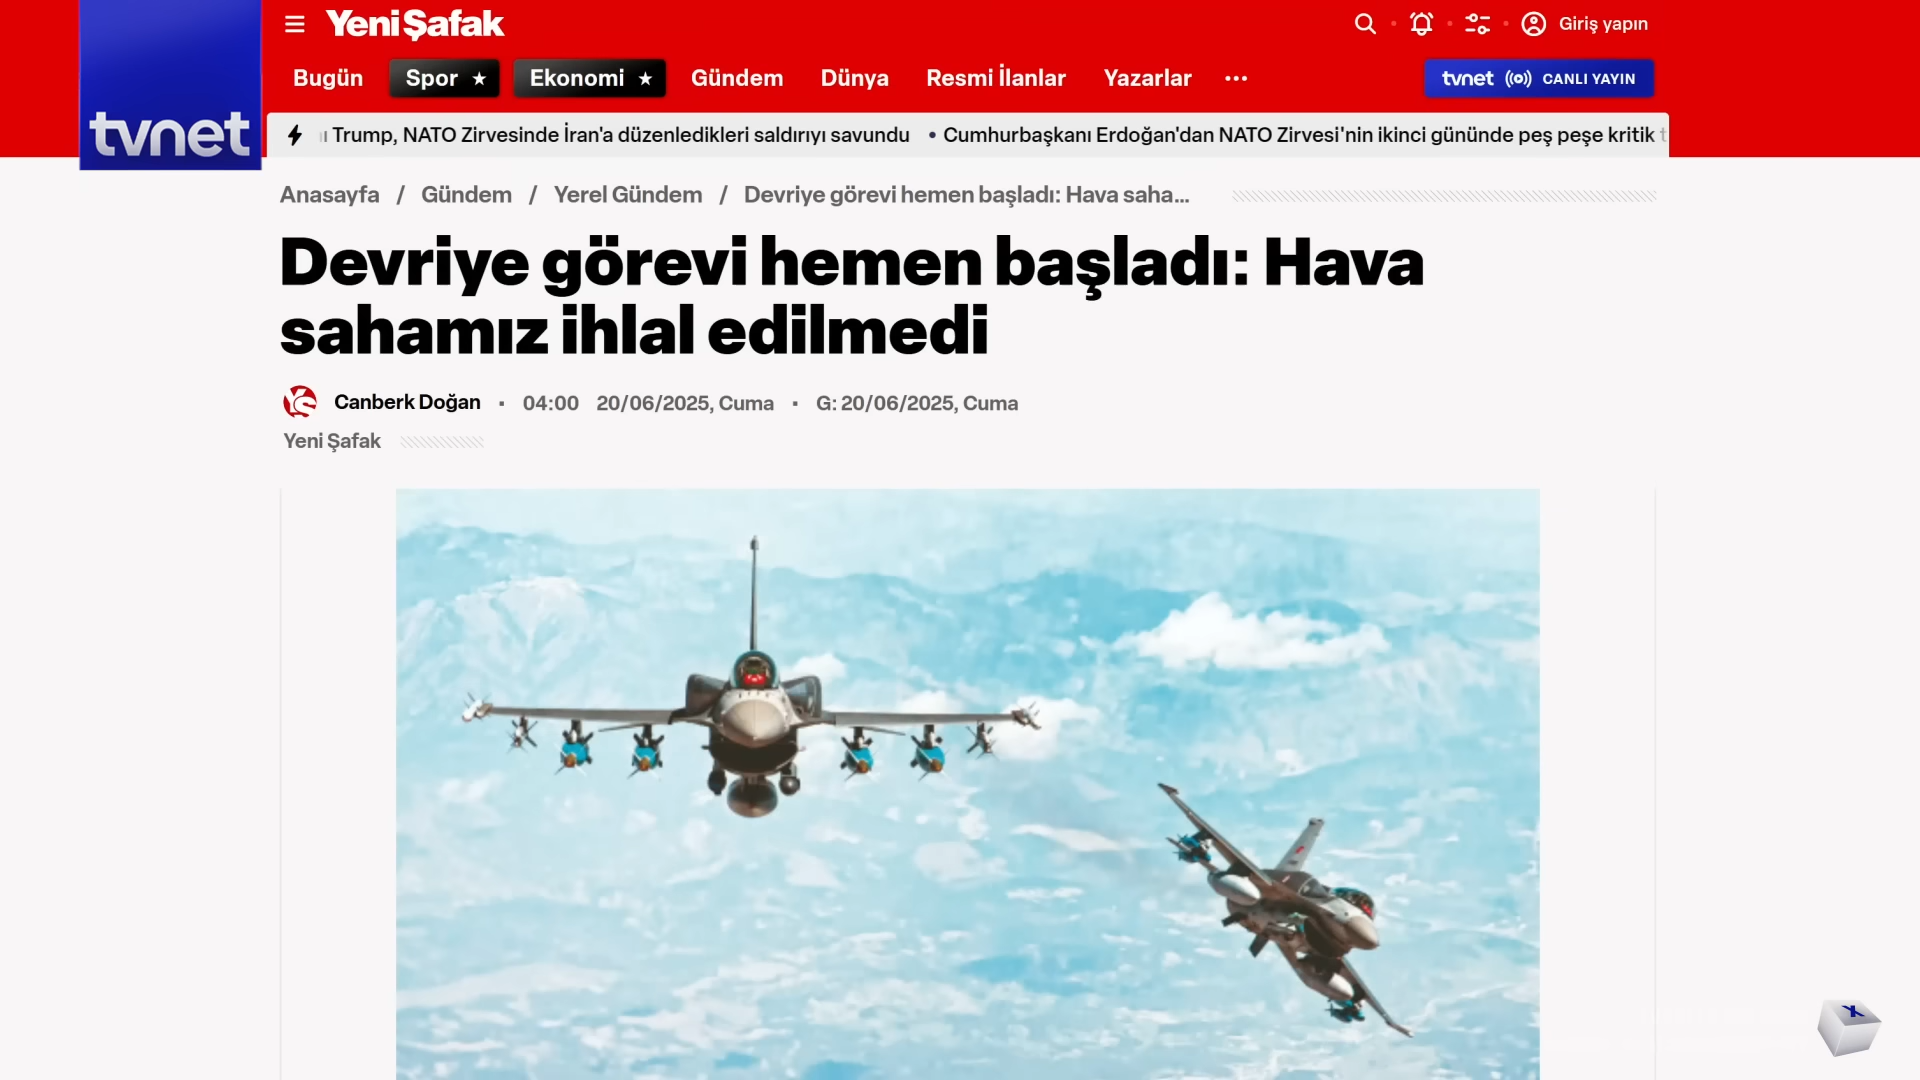 Yeni Şafak
Giriş yapın
Bugün Spor ★ Ekonomi ★ Gündem Dünya Resmi İlanlar Yazarlar ...
tvnet CANLI YAYIN
tvnet
Trump, NATO Zirvesinde İran'a düzenledikleri saldırıyı savundu • Cumhurbaşkanı Erdoğan'dan NATO Zirvesi'nin ikinci gününde peş peşe kritik
Anasayfa / Gündem / Yerel Gündem / Devriye görevi hemen başladı: Hava saha...
Devriye görevi hemen başladı: Hava
sahamız ihlal edilmedi
Canberk Doğan · 04:00 20/06/2025, Cuma · G: 20/06/2025, Cuma
Yeni Şafak